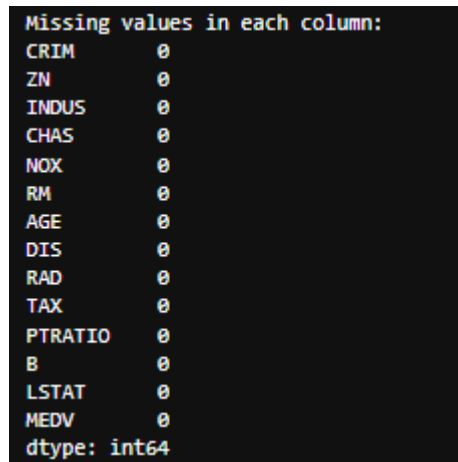 Missing values in each column:
CRIM 0
ZN 0
INDUS 0
CHAS 0
NOX 0
RM 0
AGE 0
DIS 0
RAD 0
TAX 0
PTRATIO 0
B 0
LSTAT 0
MEDV 0
dtype: int64